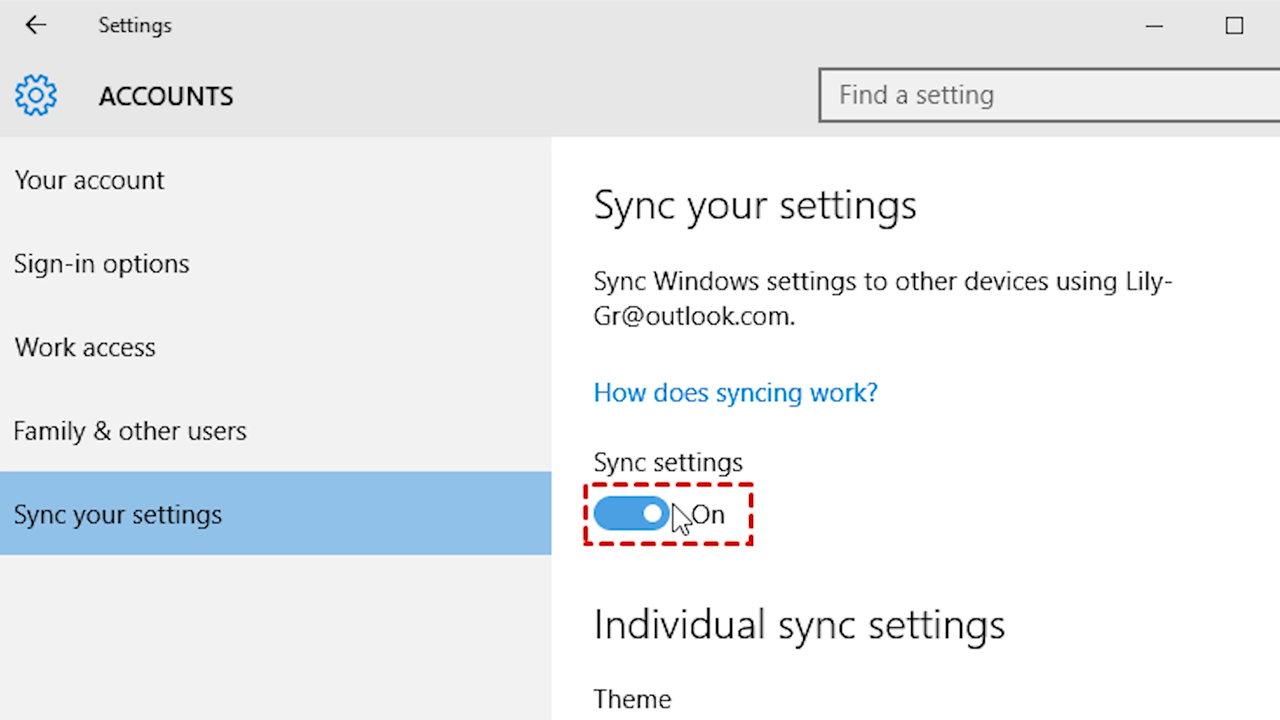 Settings
ACCOUNTS
Find a setting
Your account
Sign-in options
Work access
Family & other users
Sync your settings
Sync your settings
Sync Windows settings to other devices using Lily-
Gr@outlook.com.
How does syncing work?
Sync settings
On
Individual sync settings
Theme